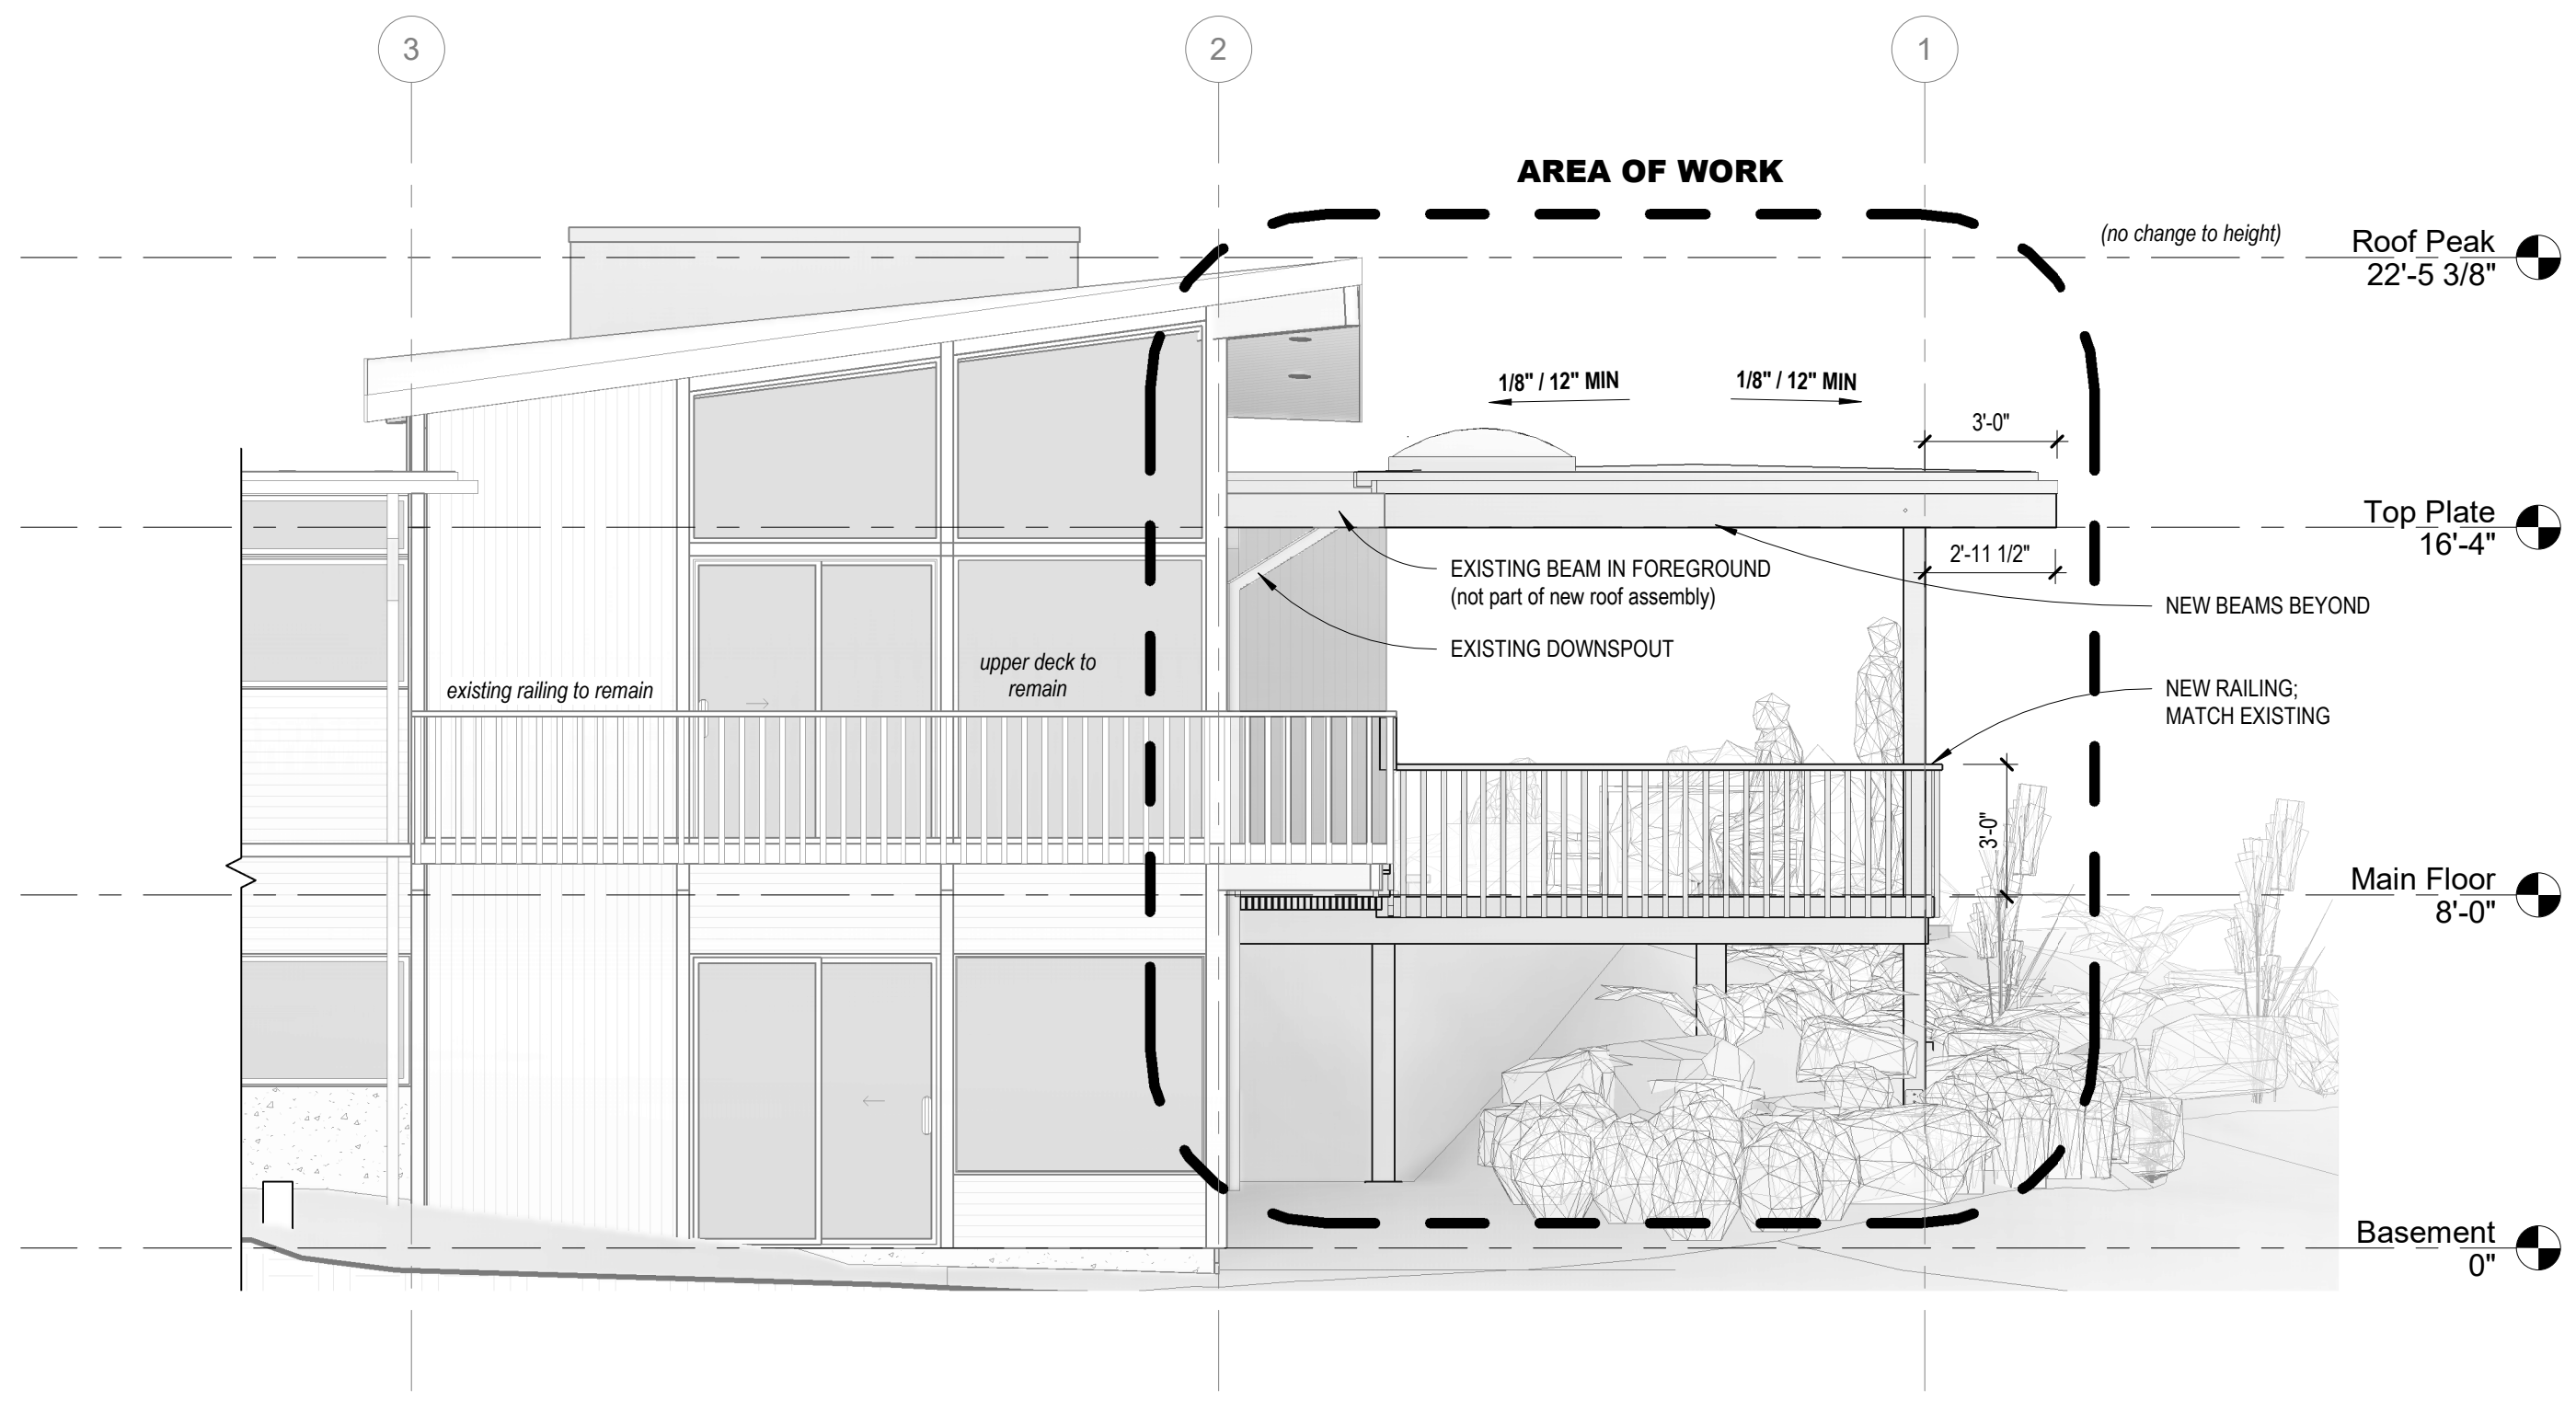 3
2
1
AREA OF WORK
(no change to height)
Roof Peak
22'-5 3/8"
1/8" / 12" MIN
1/8" / 12" MIN
3'-0"
Top Plate
16'-4"
2'-11 1/2"
EXISTING BEAM IN FOREGROUND
(not part of new roof assembly)
NEW BEAMS BEYOND
EXISTING DOWNSPOUT
upper deck to
remain
existing railing to remain
NEW RAILING;
MATCH EXISTING
3'-0"
Main Floor
8'-0"
Basement
0"